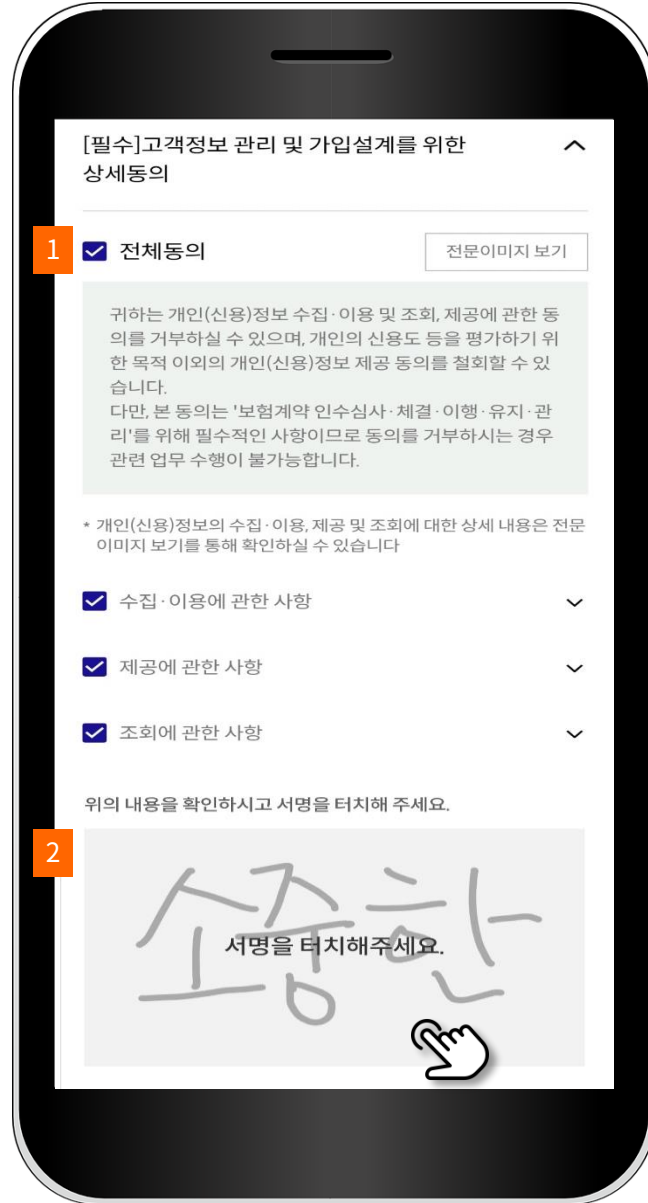 [필수]고객정보 관리 및 가입설계를 위한
상세동의
1
전체동의
전문이미지 보기
귀하는 개인(신용)정보 수집·이용 및 조회, 제공에 관한 동
의를 거부하실 수 있으며, 개인의 신용도 등을 평가하기 위
한 목적 이외의 개인(신용)정보 제공 동의를 철회할 수 있
습니다.
다만, 본 동의는 '보험계약 인수심사·체결·이행·유지·관
리'를 위해 필수적인 사항이므로 동의를 거부하시는 경우
관련 업무 수행이 불가능합니다.
* 개인(신용)정보의 수집·이용, 제공 및 조회에 대한 상세 내용은 전문
이미지 보기를 통해 확인하실 수 있습니다
수집·이용에 관한 사항
제공에 관한 사항
조회에 관한 사항
위의 내용을 확인하시고 서명을 터치해 주세요.
2
소중한
서명을 터치해주세요.